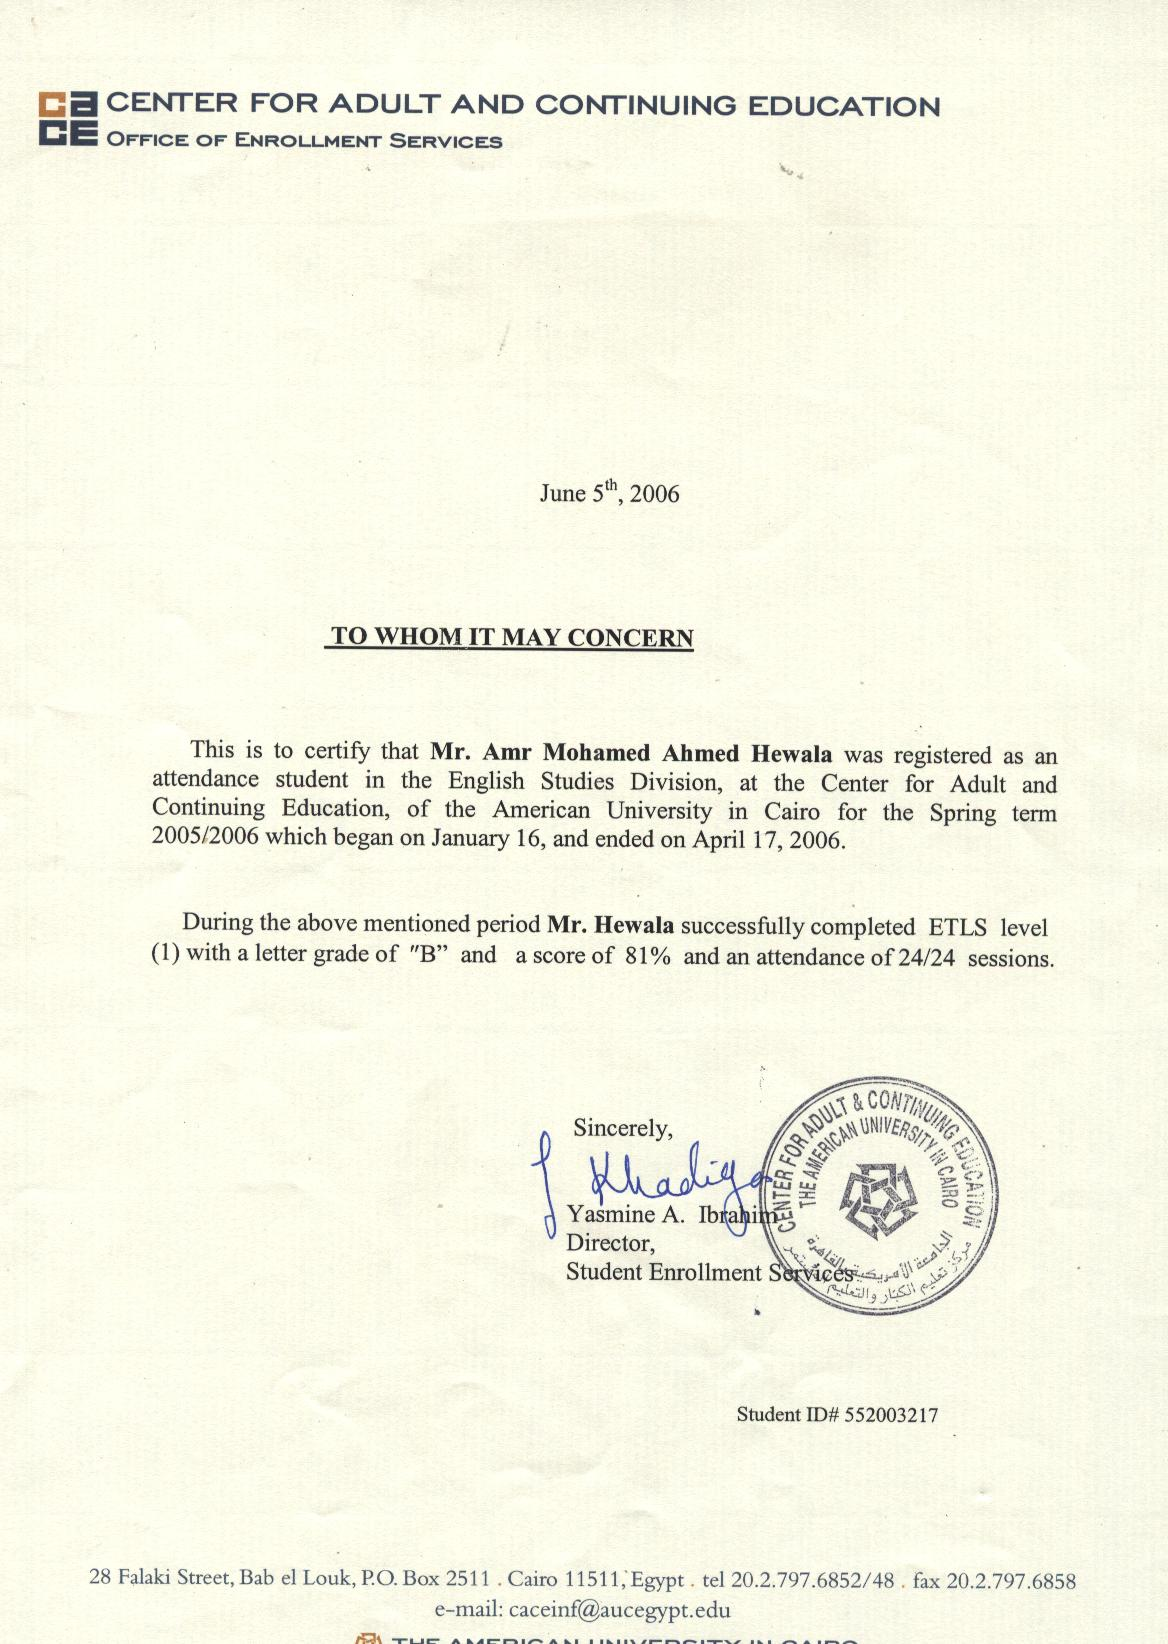 cace CENTER FOR ADULT AND CONTINUING EDUCATION
OFFICE OF ENROLLMENT SERVICES
June 5th, 2006
TO WHOM IT MAY CONCERN
This is to certify that Mr. Amr Mohamed Ahmed Hewala was registered as an
attendance student in the English Studies Division, at the Center for Adult and
Continuing Education, of the American University in Cairo for the Spring term
2005/2006 which began on January 16, and ended on April 17, 2006.
During the above mentioned period Mr. Hewala successfully completed ETLS level
(1) with a letter grade of "B” and a score of 81% and an attendance of 24/24 sessions.
Sincerely,
Khadiga
Yasmine A. Ibrahim
Director,
Student Enrollment Services
CENTER FOR ADULT & CONTINUING EDUCATION
THE AMERICAN UNIVERSITY IN CAIRO
الجامعة الأمريكية بالقاهرة
مركز تعليم الكبار والتعليم المستمر
Student ID# 552003217
28 Falaki Street, Bab el Louk, P.O. Box 2511 . Cairo 11511, Egypt . tel 20.2.797.6852/48 . fax 20.2.797.6858
e-mail: caceinf@aucegypt.edu
THE AMERICAN UNIVERSITY IN CAIRO